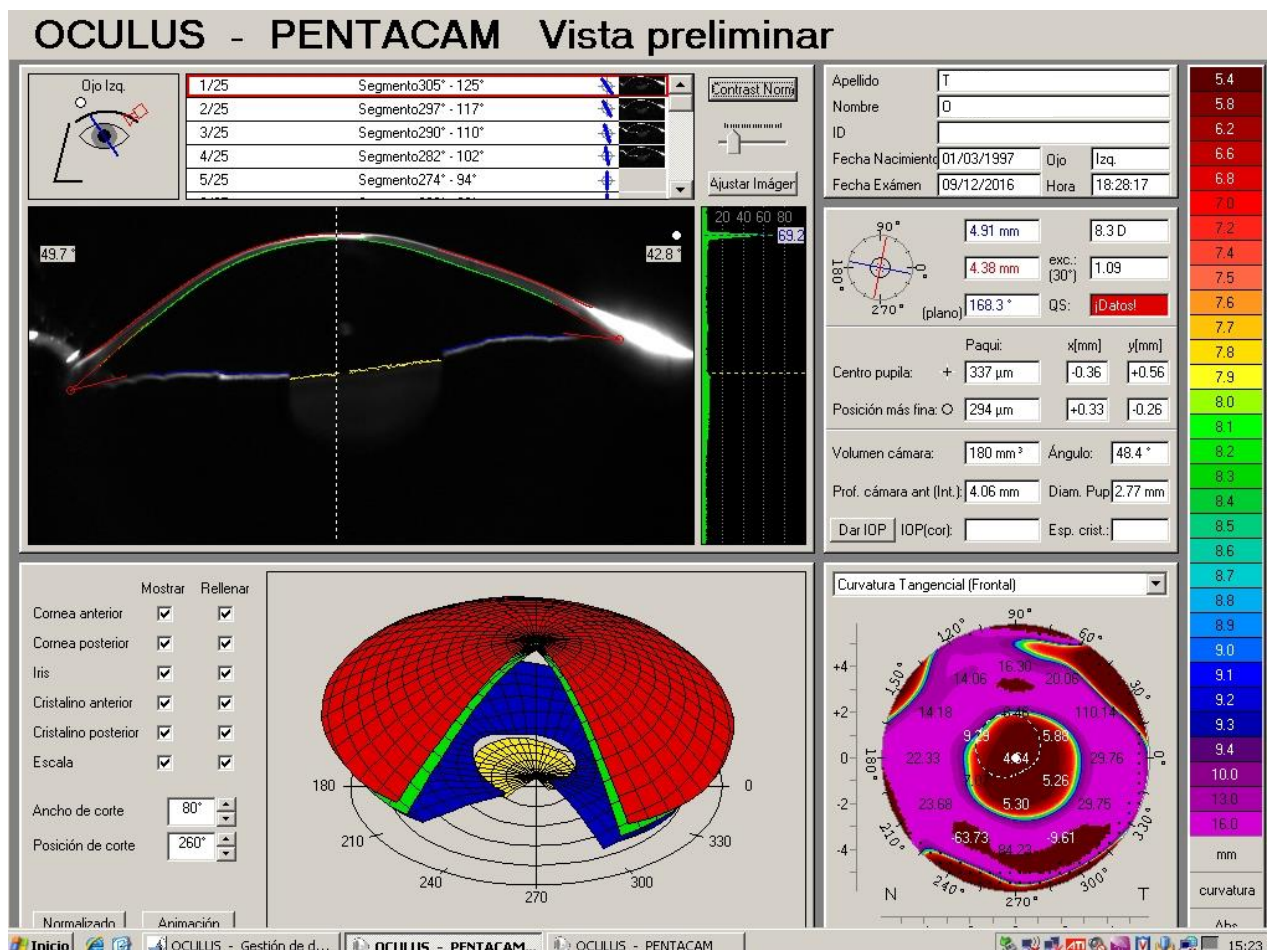 OCULUS - PENTACAM Vista preliminar
Ojo Izq.
1/25 Segmento305° - 125°
2/25 Segmento297° - 117°
3/25 Segmento290° - 110°
4/25 Segmento282° - 102°
5/25 Segmento274° - 94°
Contrast Norm
Ajustar Imáger
49.7 °
42.8 °
20 40 60 80
69.2
Apellido T
Nombre O
ID
Fecha Nacimiento 01/03/1997 Ojo Izq.
Fecha Exámen 09/12/2016 Hora 18:28:17
90°
180°
0°
270°
4.91 mm 8.3 D
4.38 mm exc.: (30°) 1.09
(plano) 168.3 ° QS: ¡Datos!
Paqui: x[mm] y[mm]
Centro pupila: + 337 µm -0.36 +0.56
Posición más fina: O 294 µm +0.33 -0.26
Volumen cámara: 180 mm³ Ángulo: 48.4 °
Prof. cámara ant (Int.): 4.06 mm Diam. Pup 2.77 mm
Dar IOP IOP(cor): Esp. crist.:
Mostrar Rellenar
Cornea anterior
Cornea posterior
Iris
Cristalino anterior
Cristalino posterior
Escala
Ancho de corte 80°
Posición de corte 260°
Normalizado Animación
180
210
240
270
300
330
0
Curvatura Tangencial (Frontal)
90°
120° 60°
150° 30°
180° 0°
210° 330°
240° 300°
270°
+4
+2
0
-2
-4
16.30
14.06 20.06
14.18 6.46 110.14
9.29 5.88
22.33 4.64 29.76
5.26
23.68 5.30 29.75
-63.73 -9.61
84.23
N T
5.4
5.8
6.2
6.6
6.8
7.0
7.2
7.4
7.5
7.6
7.7
7.8
7.9
8.0
8.1
8.2
8.3
8.4
8.5
8.6
8.7
8.8
8.9
9.0
9.1
9.2
9.3
9.4
10.0
13.0
16.0
mm
curvatura
Abs
Inicio OCULUS - Gestión de d... OCULUS - PENTACAM... OCULUS - PENTACAM 15:23